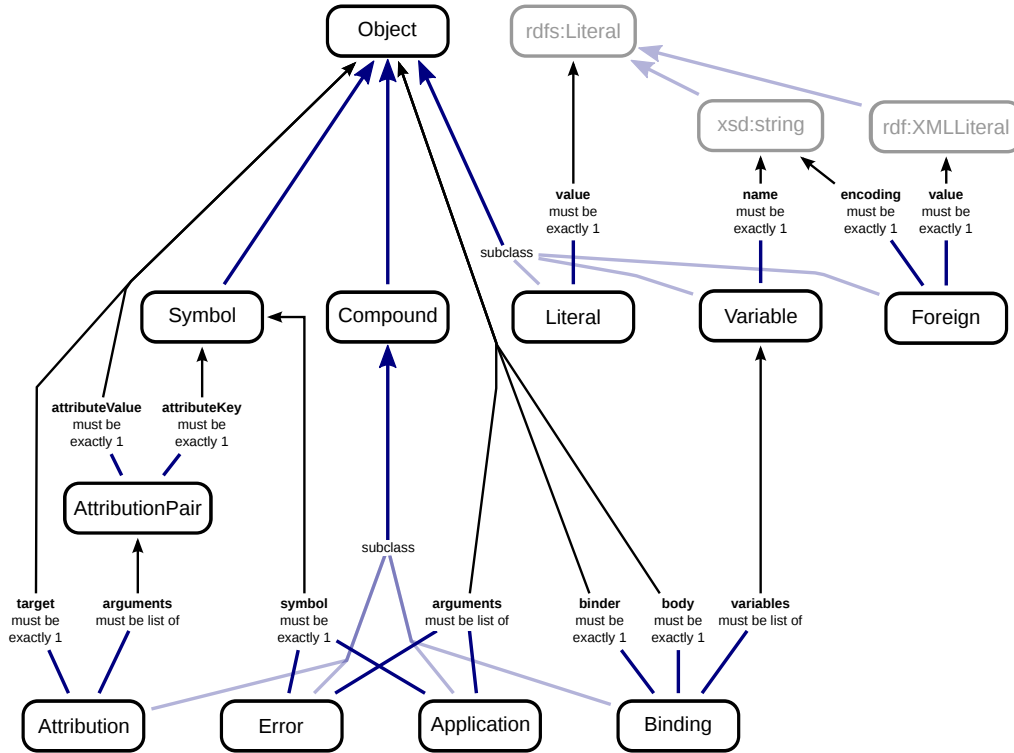 Object
rdfs:Literal
xsd:string
rdf:XMLLiteral
value
must be
exactly 1
name
must be
exactly 1
encoding
must be
exactly 1
value
must be
exactly 1
subclass
Symbol
Compound
Literal
Variable
Foreign
attributeValue
must be
exactly 1
attributeKey
must be
exactly 1
AttributionPair
subclass
target
must be
exactly 1
arguments
must be list of
symbol
must be
exactly 1
arguments
must be list of
binder
must be
exactly 1
body
must be
exactly 1
variables
must be list of
Attribution
Error
Application
Binding